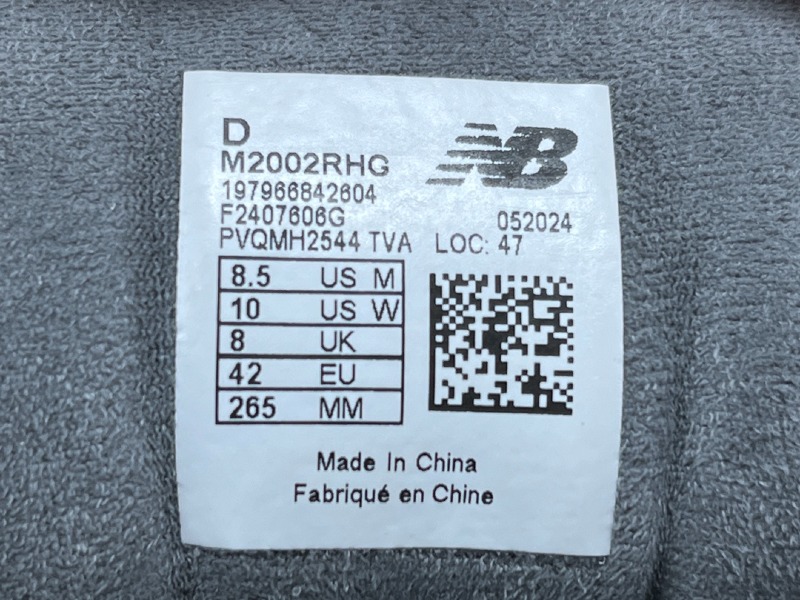 D
NB
M2002RHG
197966842604
F2407606G 052024
PVQMH2544 TVA LOC: 47
8.5 US M
10 US W
8 UK
42 EU
265 MM
Made In China
Fabriqué en Chine